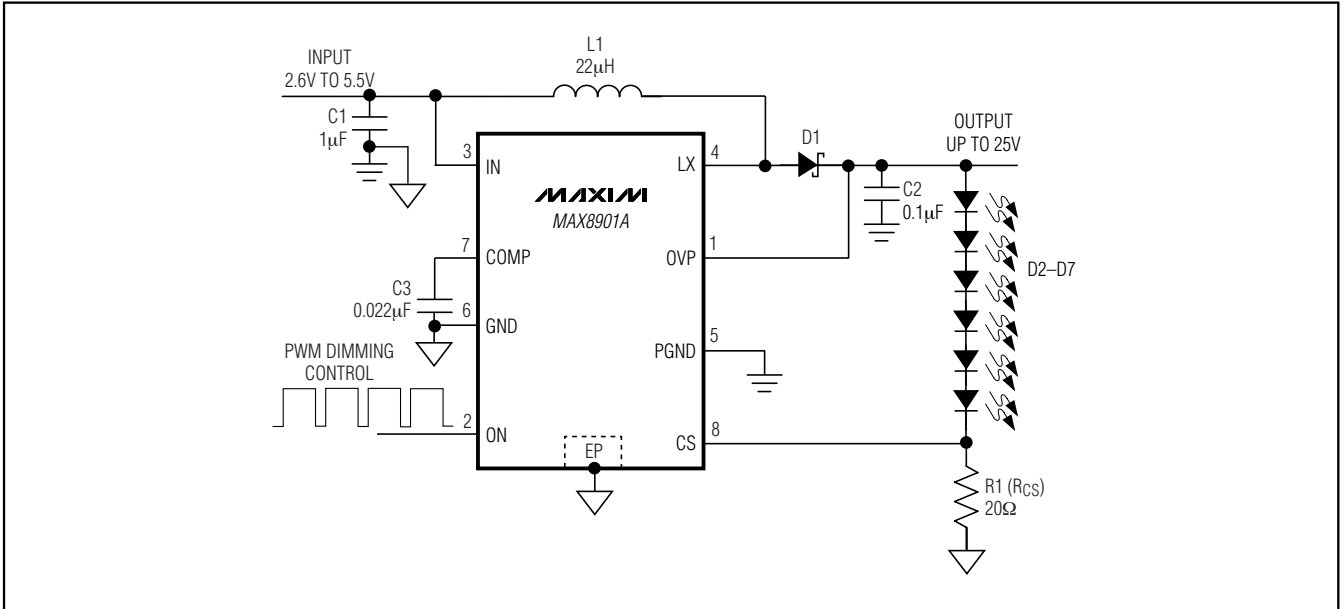 INPUT
2.6V TO 5.5V
L1
22μH
C1
1μF
3
IN
MAXIM
MAX8901A
LX
4
D1
OUTPUT
UP TO 25V
C2
0.1μF
7
COMP
OVP
1
D2–D7
C3
0.022μF
6
GND
PGND
5
PWM DIMMING
CONTROL
2
ON
EP
CS
8
R1 (RCS)
20Ω